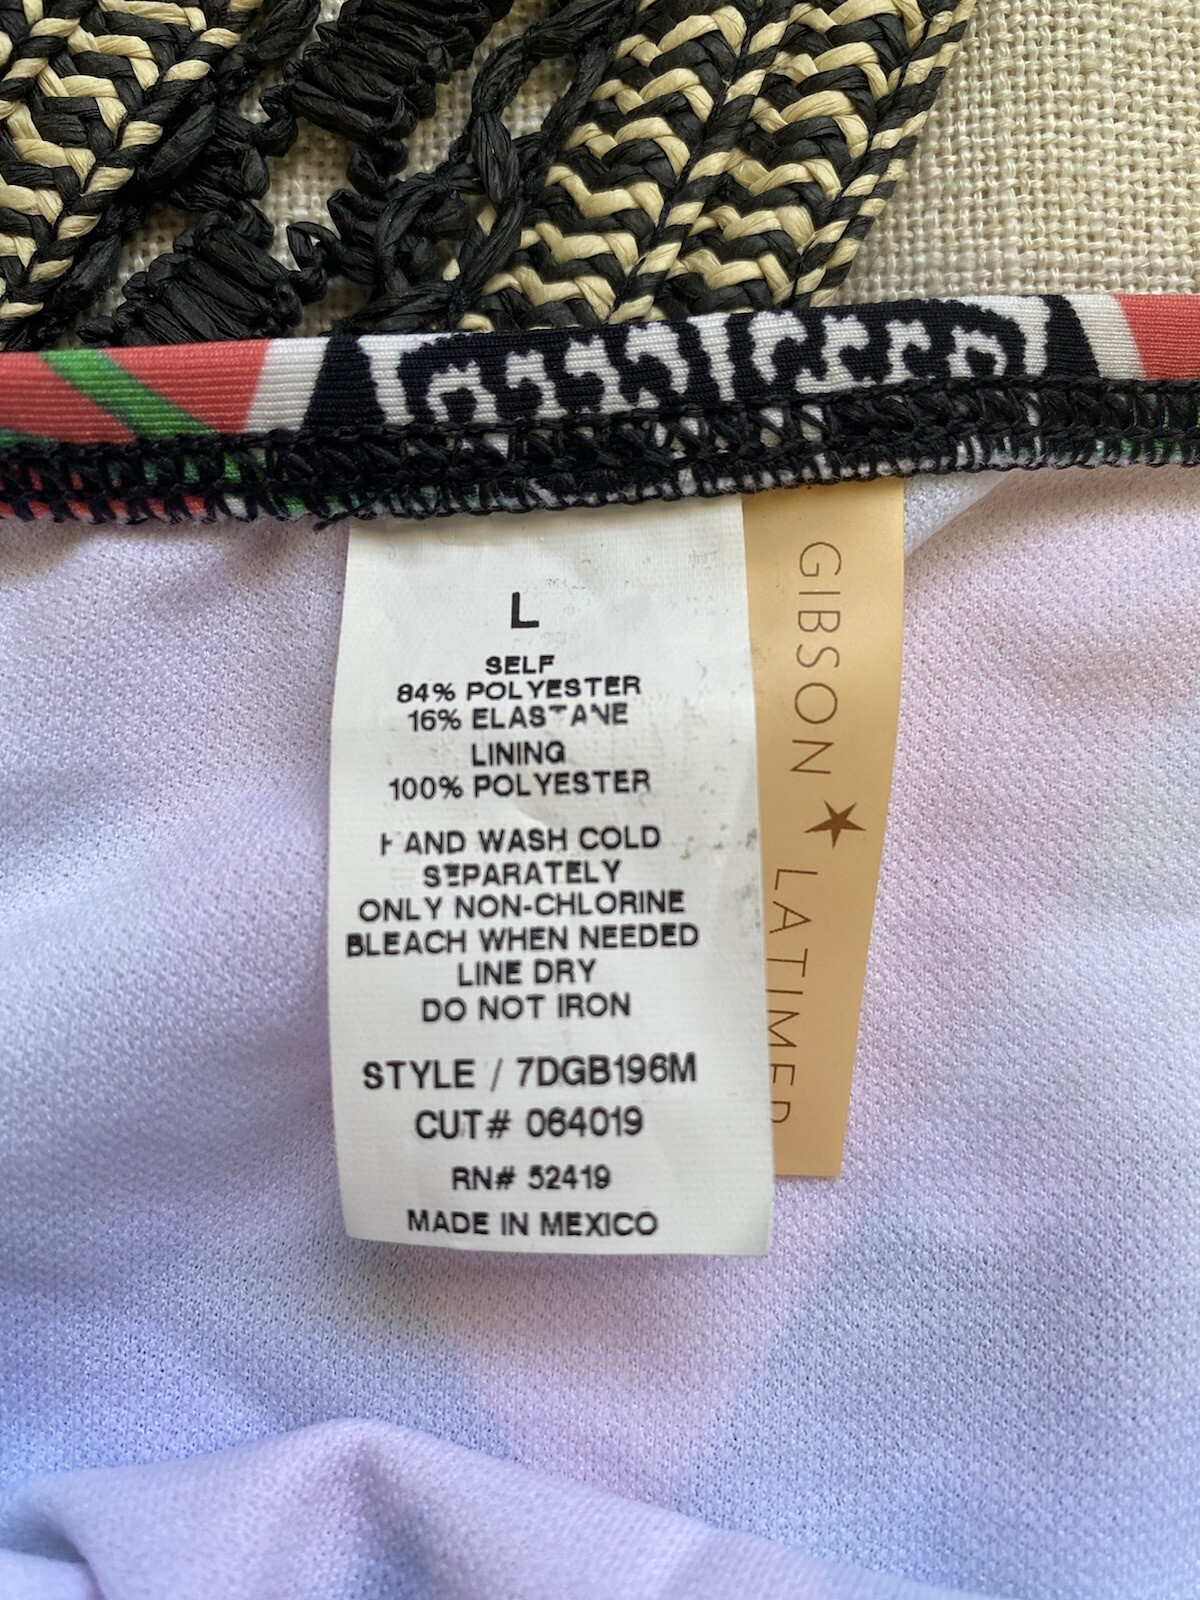 L
SELF
84% POLYESTER
16% ELASTANE
LINING
100% POLYESTER
HAND WASH COLD
SEPARATELY
ONLY NON-CHLORINE
BLEACH WHEN NEEDED
LINE DRY
DO NOT IRON
STYLE / 7DGB196M
CUT# 064019
RN# 52419
MADE IN MEXICO
GIBSON ★ LATIMER